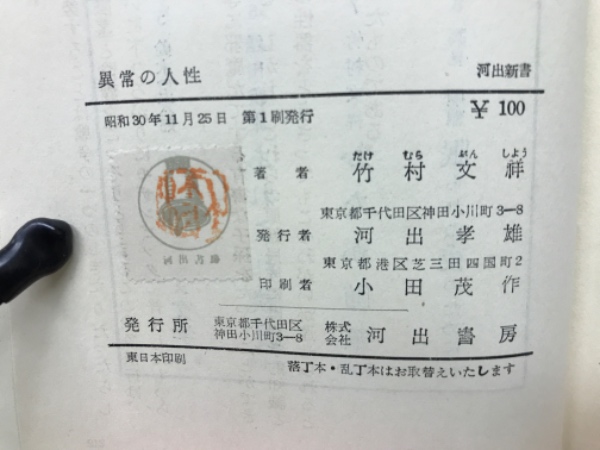 異常の人性 河出新書
昭和30年11月25日 第1刷発行 ¥ 100
たけ むら ぶん しよう
著者 竹村文祥
東京都千代田区神田小川町3―8
発行者 河出孝雄
東京都港区芝三田四国町2
印刷者 小田茂作
発行所 東京都千代田区 株式 河出書房
神田小川町3―8 会社
東日本印刷 落丁本・乱丁本はお取替えいたします